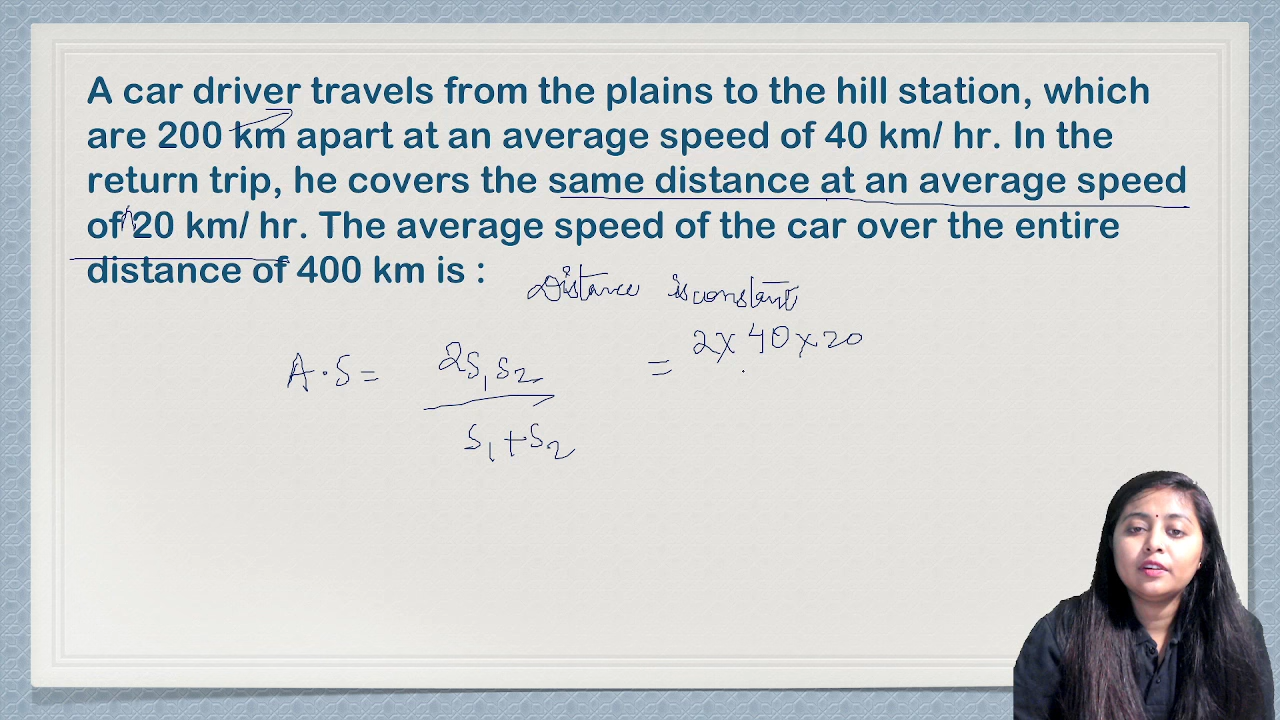 A car driver travels from the plains to the hill station, which
are 200 km apart at an average speed of 40 km/ hr. In the
return trip, he covers the same distance at an average speed
of 20 km/ hr. The average speed of the car over the entire
distance of 400 km is :
Distance is constant
A.S = 2S₁S₂ = 2 x 40 x 20
S₁+S₂